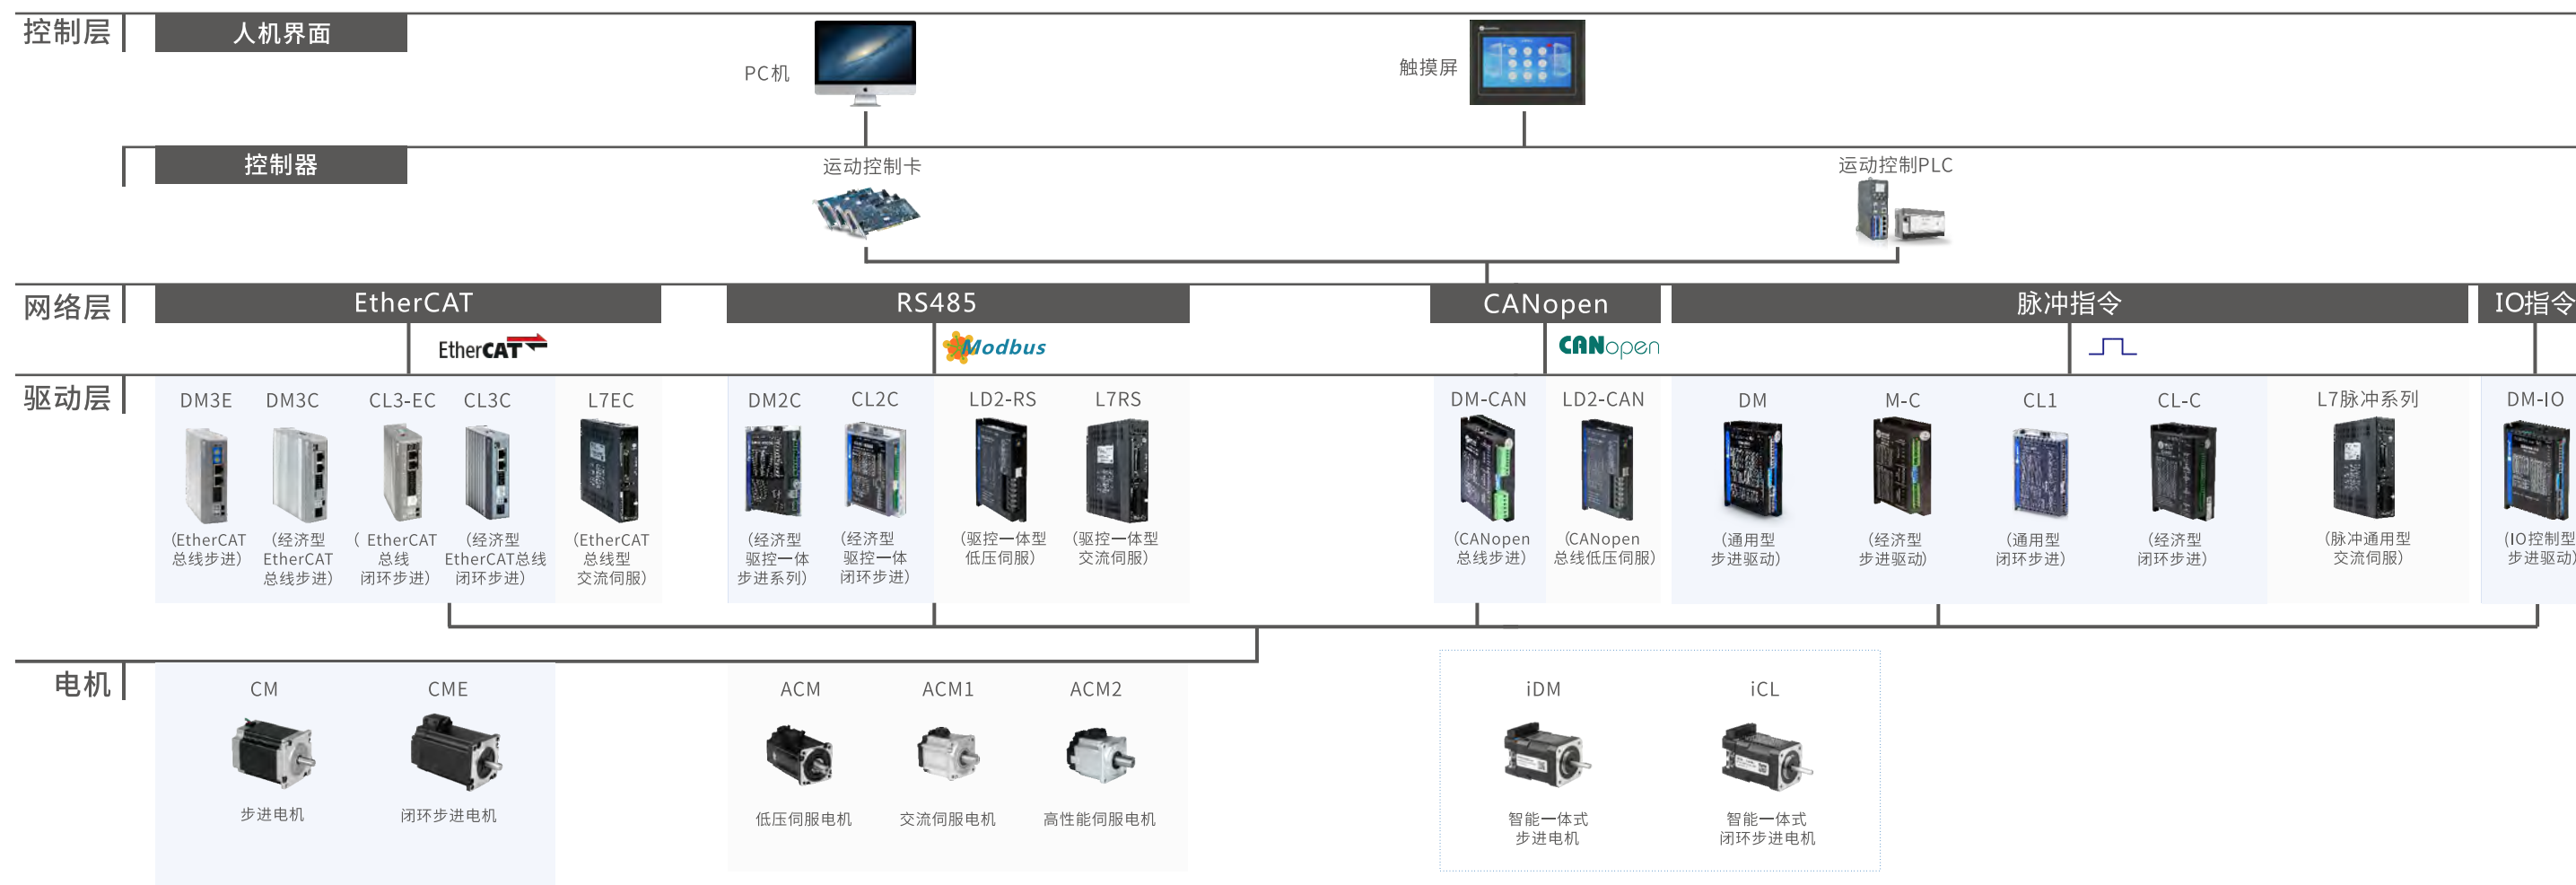 控制层
人机界面
PC机
触摸屏
控制器
运动控制卡
运动控制PLC
网络层
EtherCAT
RS485
CANopen
脉冲指令
IO指令
EtherCAT
Modbus
CANopen
驱动层
DM3E
DM3C
CL3-EC
CL3C
L7EC
DM2C
CL2C
LD2-RS
L7RS
DM-CAN
LD2-CAN
DM
M-C
CL1
CL-C
L7脉冲系列
DM-IO
(EtherCAT
总线步进)
(经济型
EtherCAT
总线步进)
( EtherCAT
总线
闭环步进)
(经济型
EtherCAT总线
闭环步进)
(EtherCAT
总线型
交流伺服)
(经济型
驱控一体
步进系列)
(经济型
驱控一体
闭环步进)
(驱控一体型
低压伺服)
(驱控一体型
交流伺服)
(CANopen
总线步进)
(CANopen
总线低压伺服)
(通用型
步进驱动)
(经济型
步进驱动)
(通用型
闭环步进)
(经济型
闭环步进)
(脉冲通用型
交流伺服)
(IO控制型
步进驱动)
电机
CM
CME
ACM
ACM1
ACM2
iDM
iCL
步进电机
闭环步进电机
低压伺服电机
交流伺服电机
高性能伺服电机
智能一体式
步进电机
智能一体式
闭环步进电机